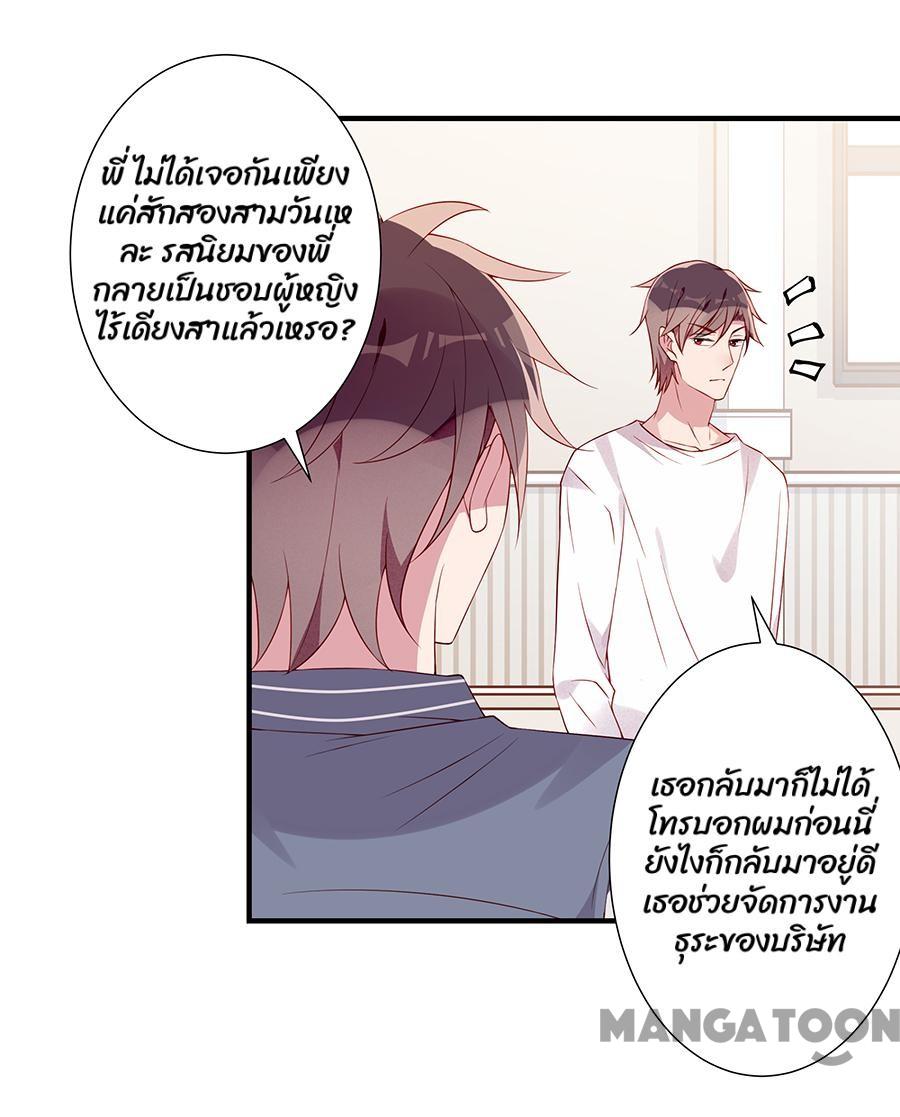 พี่ ไม่ได้เจอกันเพียง
แค่สักสองสามวันเห
ละ รสนิยมของพี่
กลายเป็นชอบผู้หญิง
ไร้เดียงสาแล้วเหรอ?
เธอกลับมาก็ไม่ได้
โทรบอกผมก่อนนี่
ยังไงก็กลับมาอยู่ดี
เธอช่วยจัดการงาน
ธุระของบริษัท
MANGATOON